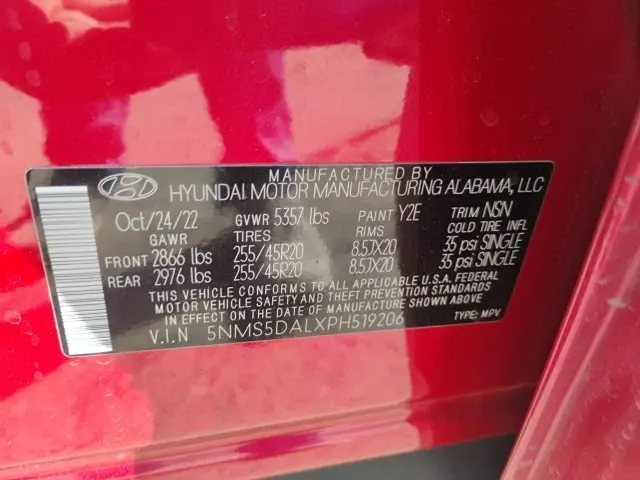 MANUFACTURED BY
HYUNDAI MOTOR MANUFACTURING ALABAMA, LLC
Oct/24/22 GVWR 5357 lbs PAINT Y2E TRIM NSN
GAWR TIRES RIMS COLD TIRE INFL
FRONT 2866 lbs 255/45R20 8.5JX20 35 psi SINGLE
REAR 2976 lbs 255/45R20 8.5JX20 35 psi SINGLE
THIS VEHICLE CONFORMS TO ALL APPLICABLE U.S.A. FEDERAL
MOTOR VEHICLE SAFETY, BUMPER, AND THEFT PREVENTION
STANDARDS IN EFFECT ON THE DATE OF MANUFACTURE SHOWN ABOVE
V.I.N 5NMS5DALXPH519206 TYPE: MPV